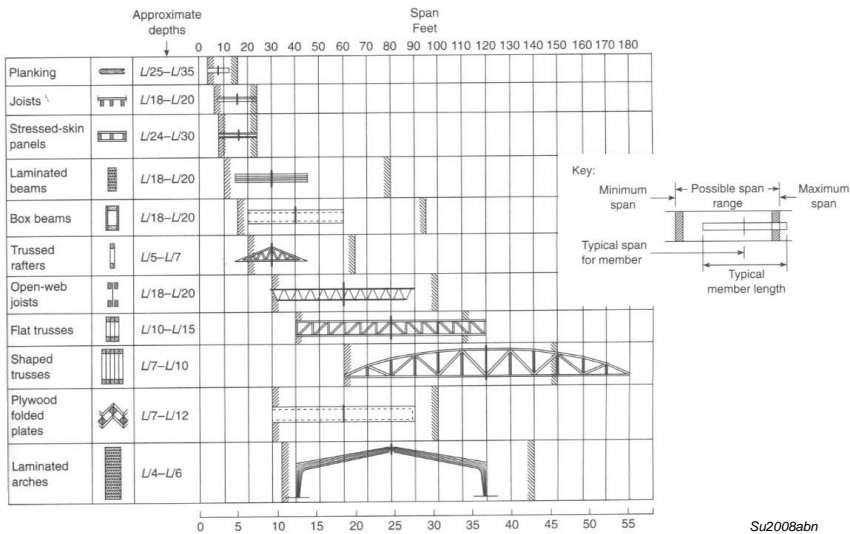 Approximate
depths
Span
Feet
0 10 20 30 40 50 60 70 80 90 100 110 120 130 140 150 160 170 180
Planking L/25–L/35
Joists L/18–L/20
Stressed-skin
panels
L/24–L/30
Laminated
beams
L/18–L/20
Box beams L/18–L/20
Trussed
rafters
L/5–L/7
Open-web
joists
L/18–L/20
Flat trusses L/10–L/15
Shaped
trusses
L/7–L/10
Plywood
folded
plates
L/7–L/12
Laminated
arches
L/4–L/6
0 5 10 15 20 25 30 35 40 45 50 55
Key:
Minimum
span
Possible span
range
Maximum
span
Typical span
for member
Typical
member length
Su2008abn